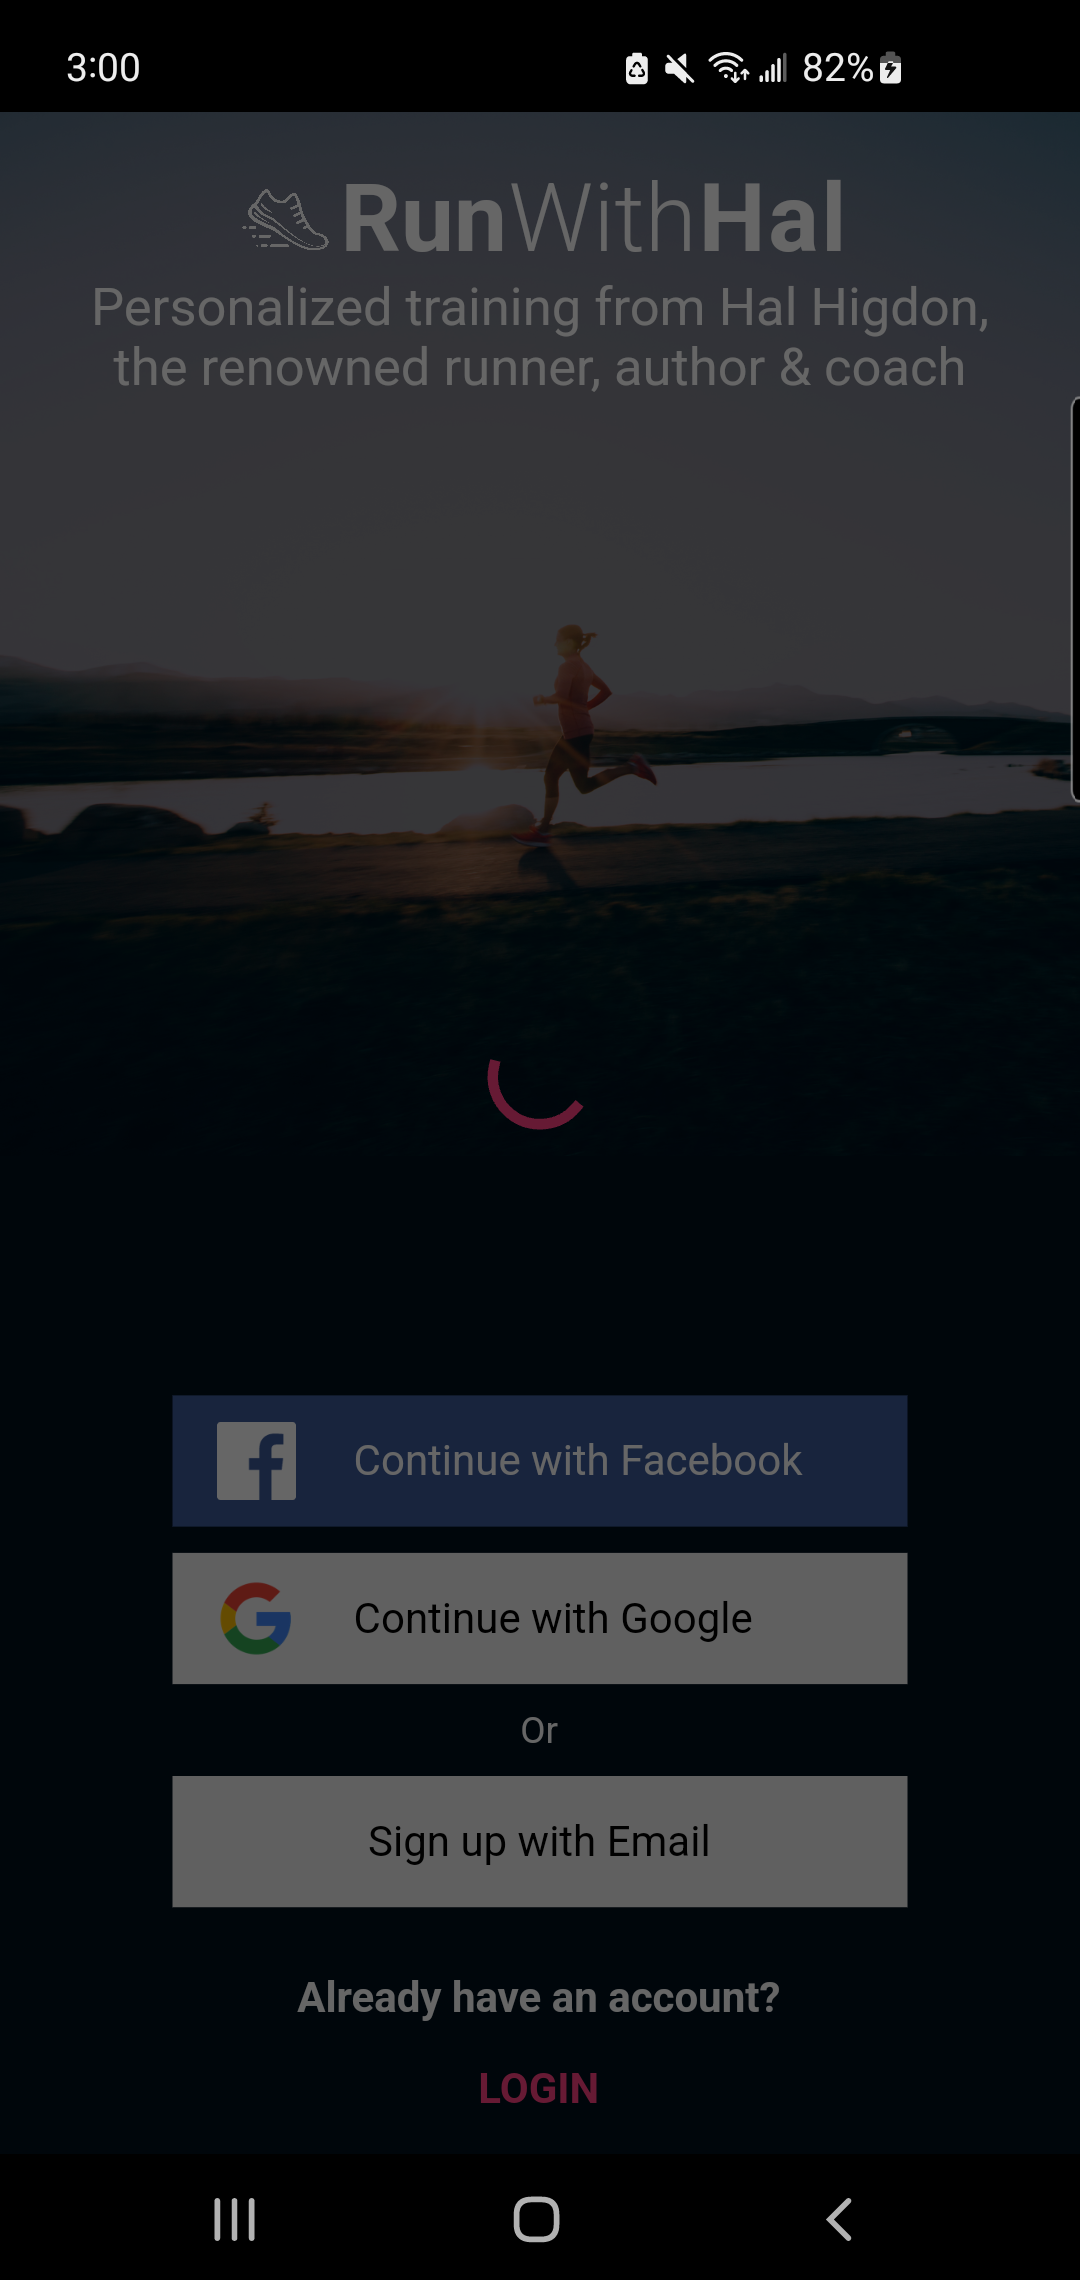 3:00
82%
RunWithHal
Personalized training from Hal Higdon,
the renowned runner, author & coach
Continue with Facebook
Continue with Google
Or
Sign up with Email
Already have an account?
LOGIN